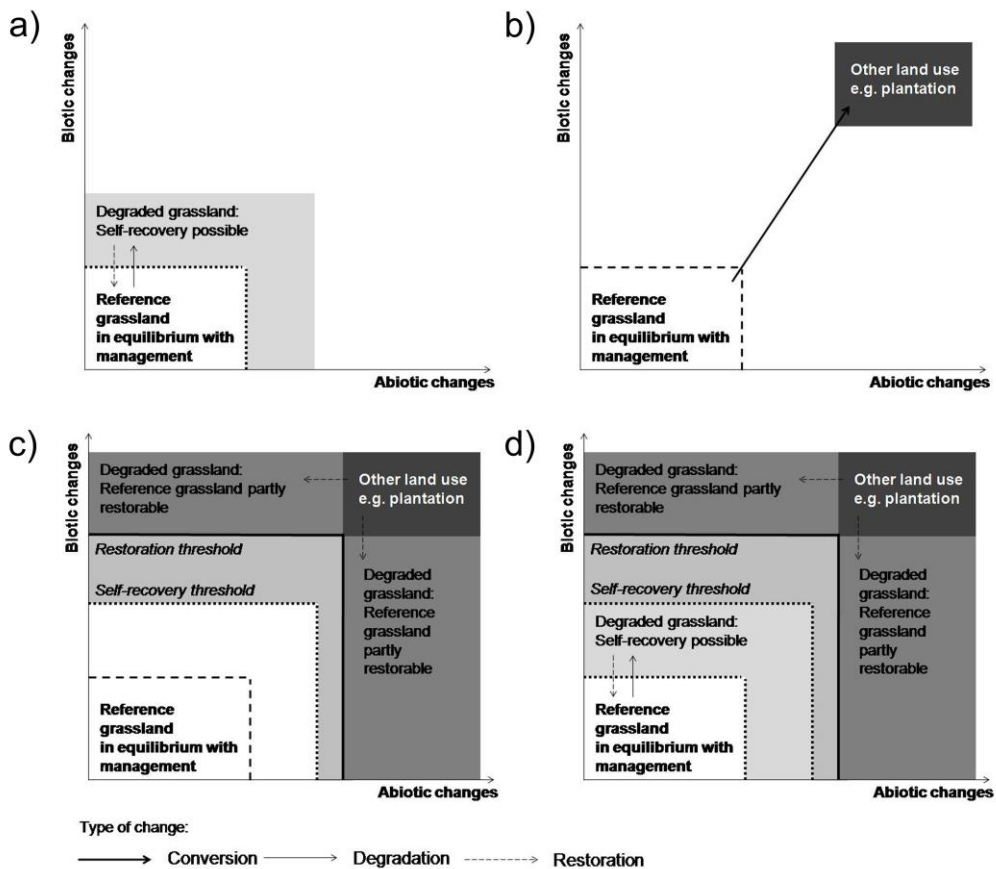 a)
Biotic changes
Degraded grassland:
Self-recovery possible
Reference
grassland
in equilibrium with
management
Abiotic changes
b)
Biotic changes
Other land use
e.g. plantation
Reference
grassland
in equilibrium with
management
Abiotic changes
c)
Biotic changes
Degraded grassland:
Reference grassland partly
restorable
Other land use
e.g. plantation
Restoration threshold
Self-recovery threshold
Degraded
grassland:
Reference
grassland
partly
restorable
Reference
grassland
in equilibrium with
management
Abiotic changes
d)
Biotic changes
Degraded grassland:
Reference grassland partly
restorable
Other land use
e.g. plantation
Restoration threshold
Self-recovery threshold
Degraded grassland:
Self-recovery possible
Degraded
grassland:
Reference
grassland
partly
restorable
Reference
grassland
in equilibrium with
management
Abiotic changes
Type of change:
Conversion Degradation Restoration